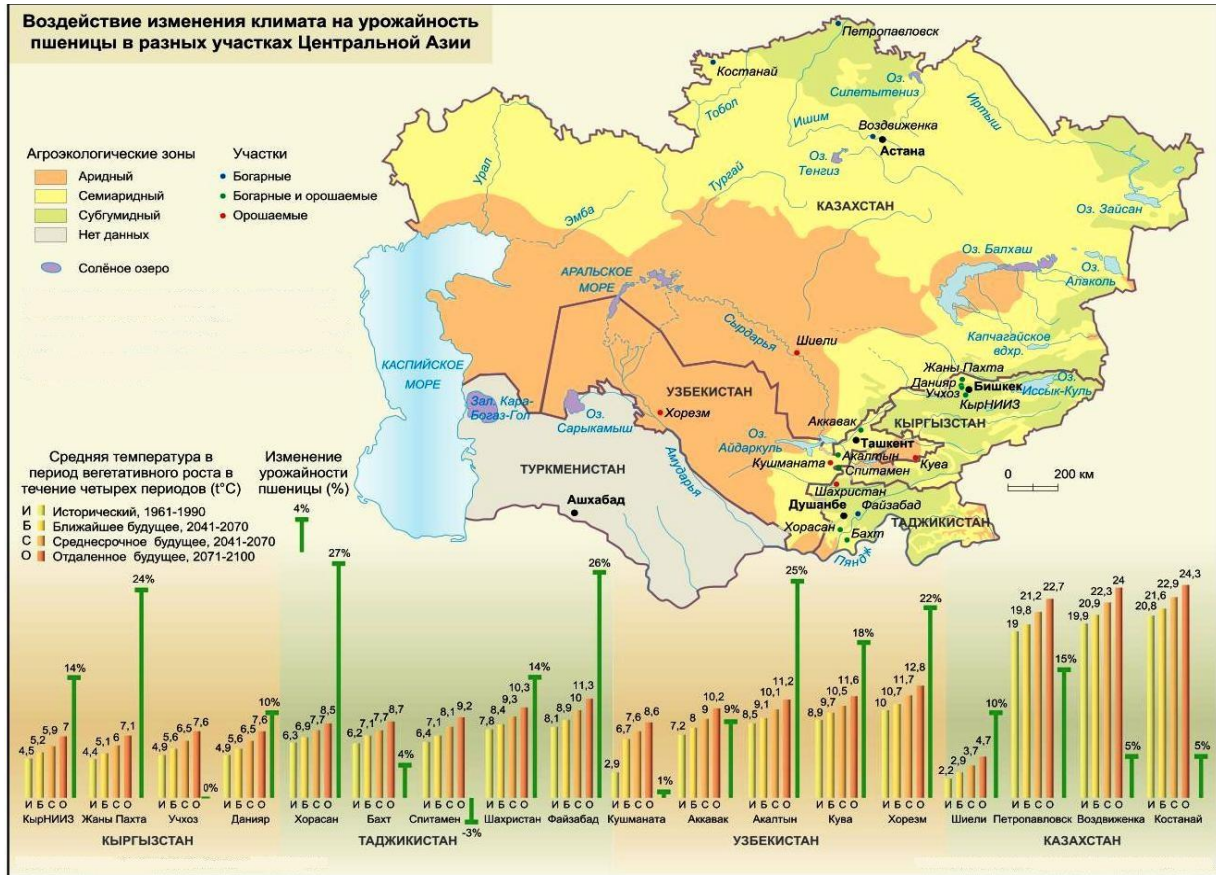 Воздействие изменения климата на урожайность
пшеницы в разных участках Центральной Азии
Агроэкологические зоны
Аридный
Семиаридный
Субгумидный
Нет данных
Солёное озеро
Участки
Богарные
Богарные и орошаемые
Орошаемые
Петропавловск
Костанай
Оз.
Силетытениз
Тобол
Ишим
Иртыш
Воздвиженка
Астана
Оз.
Тенгиз
Урал
Тургай
Эмба
КАЗАХСТАН
Оз. Зайсан
Оз. Балхаш
Оз.
Алаколь
АРАЛЬСКОЕ
МОРЕ
Сырдарья
Шиели
Капчагайское
вдхр.
КАСПИЙСКОЕ
МОРЕ
УЗБЕКИСТАН
Жаны Пахта
Данияр
Бишкек
Учхоз
Оз.
Иссык-Куль
КырНИИЗ
КЫРГЫЗСТАН
Зал. Кара-
Богаз-Гол
Оз.
Сарыкамыш
Хорезм
Аккавак
Оз.
Айдаркуль
Ташкент
Акалтын
Кушманата
Спитамен
Кува
Амударья
ТУРКМЕНИСТАН
Шахристан
Ашхабад
Душанбе
Файзабад
ТАДЖИКИСТАН
Хорасан
Бахт
Пяндж
0 200 км
Средняя температура в
период вегетативного роста в
течение четырех периодов (t°C)
И Исторический, 1961-1990
Б Ближайшее будущее, 2041-2070
С Среднесрочное будущее, 2041-2070
О Отдаленное будущее, 2071-2100
Изменение
урожайности
пшеницы (%)
4%
4,5 5,2 5,9 7 14%
И Б С О
КырНИИЗ
4,4 5,1 6 7,1 24%
И Б С О
Жаны Пахта
4,9 5,6 6,5 7,6 0%
И Б С О
Учхоз
4,9 5,6 6,5 7,6 10%
И Б С О
Данияр
КЫРГЫЗСТАН
6,3 6,9 7,7 8,5 27%
И Б С О
Хорасан
6,2 7,1 7,7 8,7 4%
И Б С О
Бахт
6,4 7,1 8,1 9,2 -3%
И Б С О
Спитамен
7,8 8,4 9,3 10,3 14%
И Б С О
Шахристан
8,1 8,9 10 11,3 26%
И Б С О
Файзабад
ТАДЖИКИСТАН
2,9 6,7 7,6 8,6 1%
И Б С О
Кушманата
7,2 8 9 10,2 9%
И Б С О
Аккавак
8,5 9,1 10,1 11,2 25%
И Б С О
Акалтын
8,9 9,7 10,5 11,6 18%
И Б С О
Кува
10 10,7 11,7 12,8 22%
И Б С О
Хорезм
УЗБЕКИСТАН
2,2 2,9 3,7 4,7 10%
И Б С О
Шиели
19 19,8 21,2 22,7 15%
И Б С О
Петропавловск
19,9 20,9 22,3 24 5%
И Б С О
Воздвиженка
20,8 21,6 22,9 24,3 5%
И Б С О
Костанай
КАЗАХСТАН